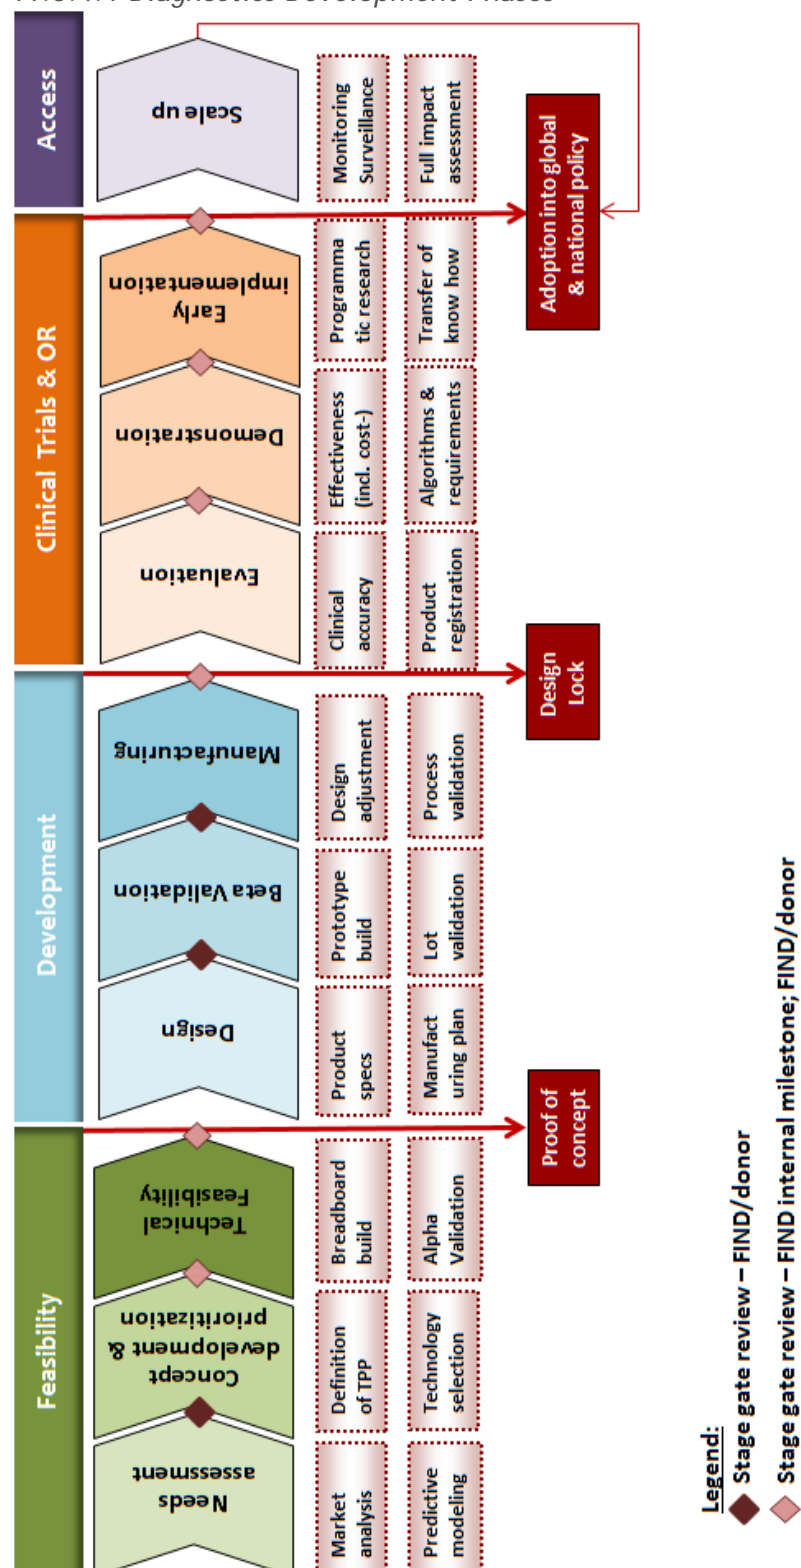 Diagnostics Development Phases
Feasibility
Development
Clinical Trials & OR
Access
Needs
assessment
Concept
development &
prioritization
Technical
Feasibility
Design
Beta Validation
Manufacturing
Evaluation
Demonstration
Early
implementation
Scale up
Market
analysis
Definition
of TPP
Breadboard
build
Product
specs
Prototype
build
Design
adjustment
Clinical
accuracy
Effectiveness
(incl. cost-)
Programma
tic research
Monitoring
Surveillance
Predictive
modeling
Technology
selection
Alpha
Validation
Manufact
uring plan
Lot
validation
Process
validation
Product
registration
Algorithms &
requirements
Transfer of
know how
Full impact
assessment
Proof of
concept
Design
Lock
Adoption into global
& national policy
Legend:
Stage gate review – FIND/donor
Stage gate review – FIND internal milestone; FIND/donor